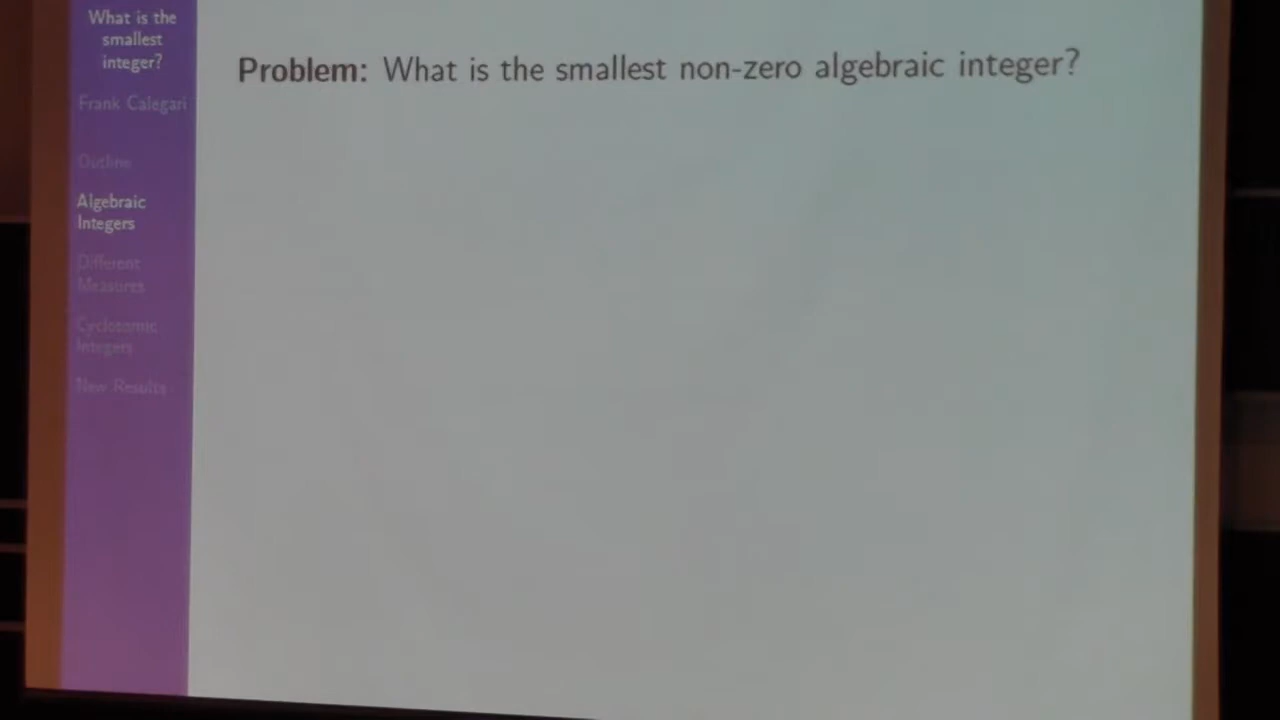 What is the
smallest
integer?
Frank Calegari
Outline
Algebraic
Integers
Different
Measures
Cyclotomic
Integers
New Results
Problem: What is the smallest non-zero algebraic integer?